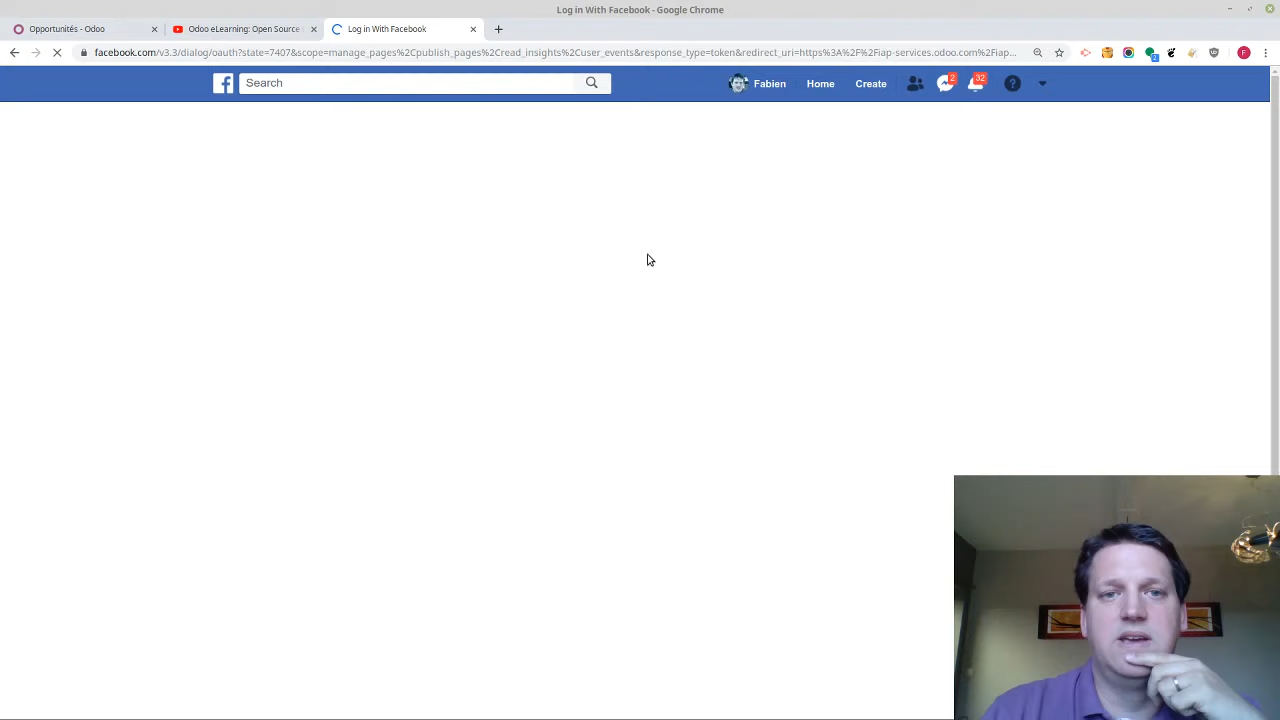 Log in With Facebook - Google Chrome
Opportunités - Odoo
Odoo eLearning: Open Source
Log in With Facebook
facebook.com/v3.3/dialog/oauth?state=7407&scope=manage_pages%2Cpublish_pages%2Cread_insights%2Cuser_events&response_type=token&redirect_uri=https%3A%2F%2Fiap-services.odoo.com%2Fiap...
2
F
Search
Fabien
Home
Create
2
32